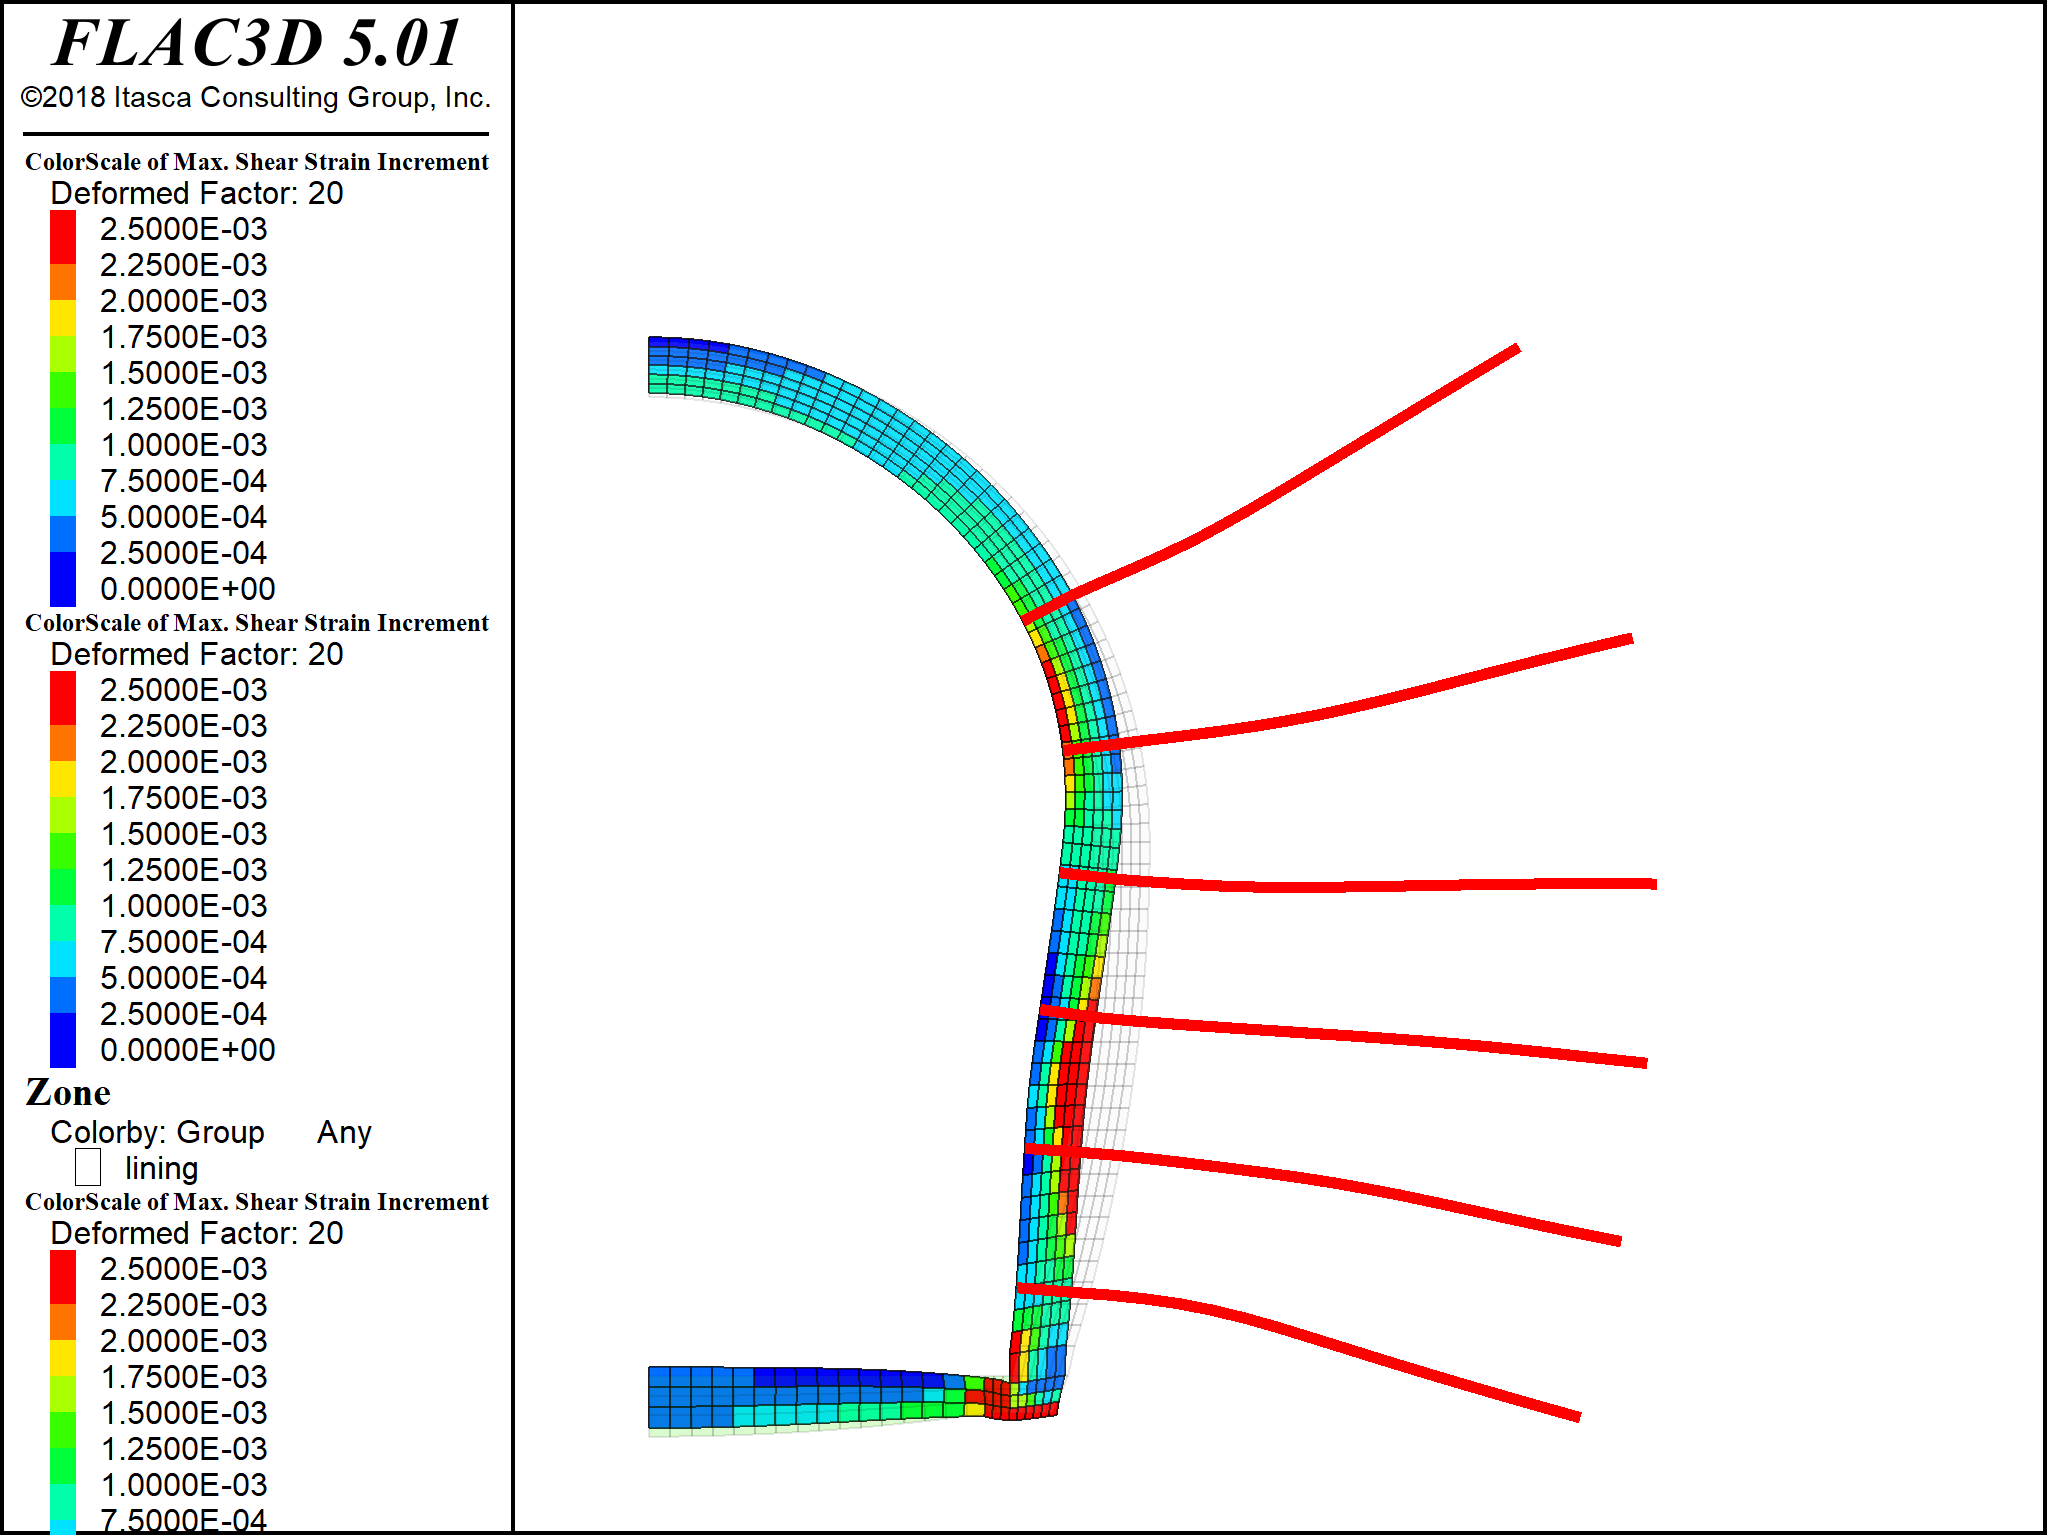 FLAC3D 5.01
©2018 Itasca Consulting Group, Inc.
ColorScale of Max. Shear Strain Increment
Deformed Factor: 20
2.5000E-03
2.2500E-03
2.0000E-03
1.7500E-03
1.5000E-03
1.2500E-03
1.0000E-03
7.5000E-04
5.0000E-04
2.5000E-04
0.0000E+00
ColorScale of Max. Shear Strain Increment
Deformed Factor: 20
2.5000E-03
2.2500E-03
2.0000E-03
1.7500E-03
1.5000E-03
1.2500E-03
1.0000E-03
7.5000E-04
5.0000E-04
2.5000E-04
0.0000E+00
Zone
Colorby: Group Any
lining
ColorScale of Max. Shear Strain Increment
Deformed Factor: 20
2.5000E-03
2.2500E-03
2.0000E-03
1.7500E-03
1.5000E-03
1.2500E-03
1.0000E-03
7.5000E-04